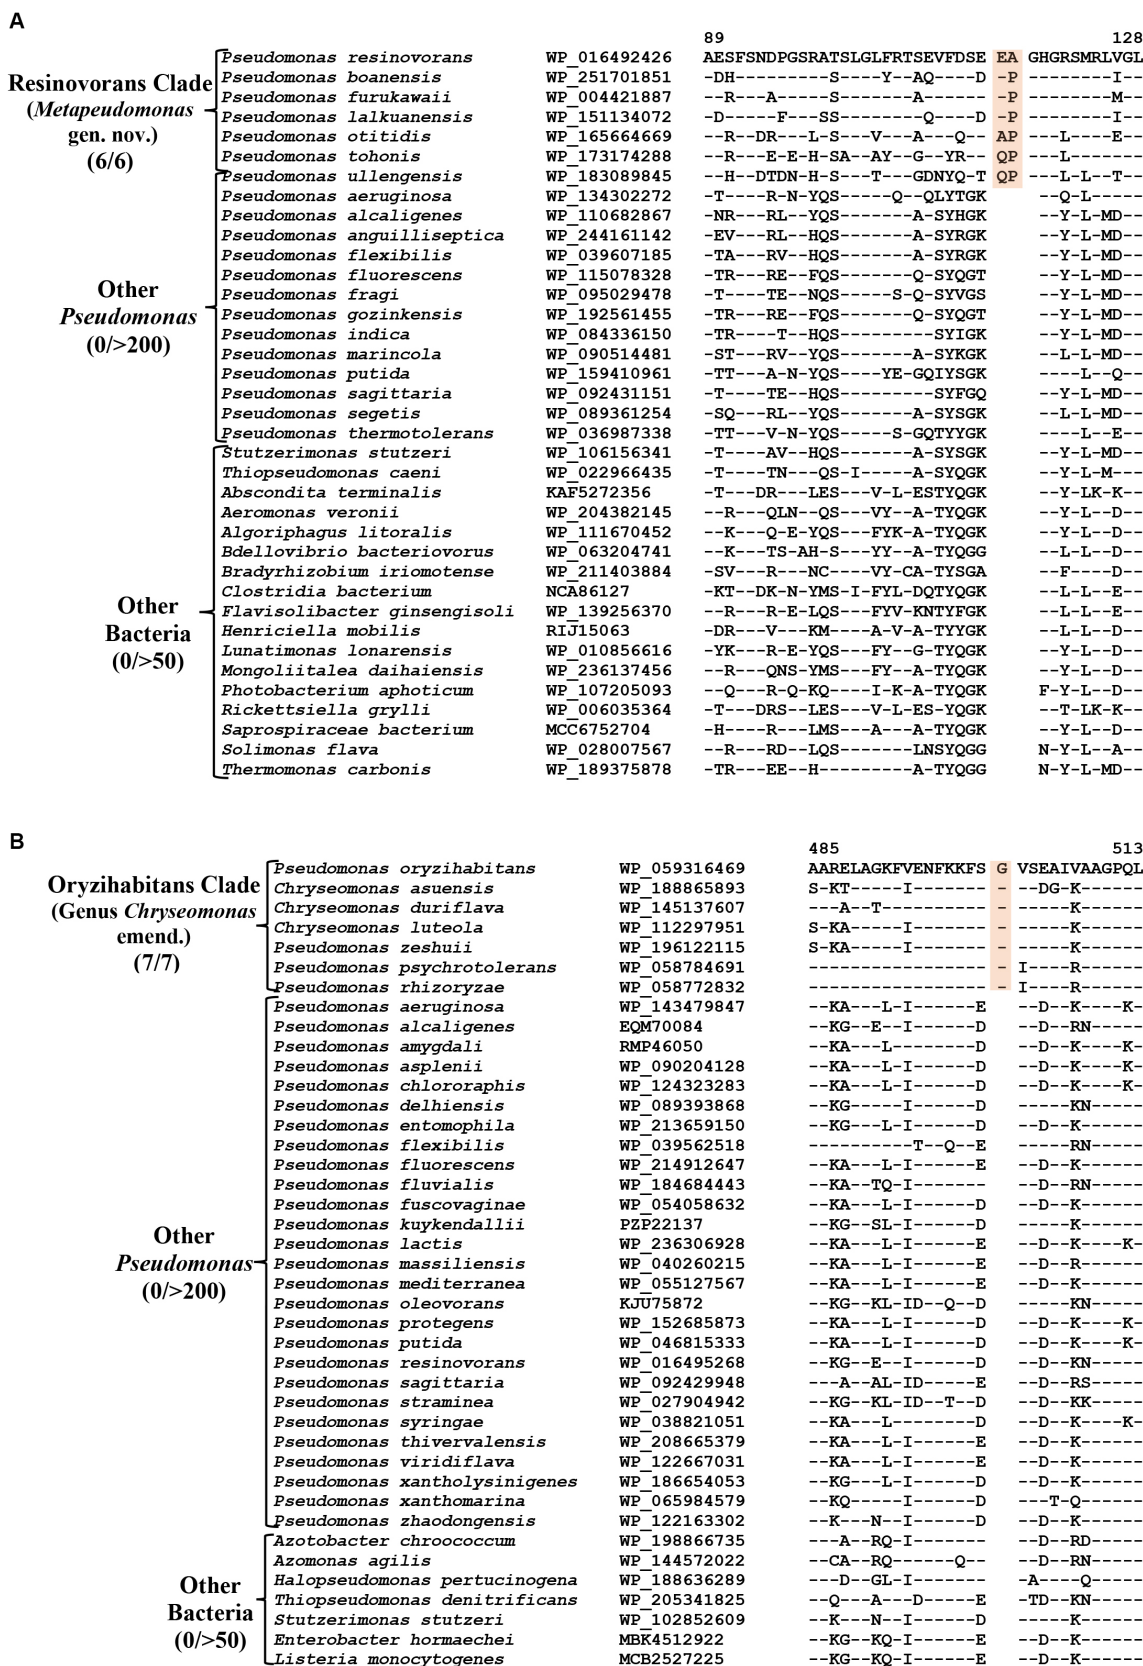 A
89 128
Resinovorans Clade
(Metapeudomonas
gen. nov.)
(6/6)
Pseudomonas resinovorans WP_016492426 AESFSNDPGSRATSLGLFRTSEVFDSE EA GHGRSMRLVGL
Pseudomonas boanensis WP_251701851 -DH---------S----Y--AQ----D -P --------I--
Pseudomonas furukawaii WP_004421887 --R---A-----S-------A------ -P --------M--
Pseudomonas lalkuanensis WP_151134072 -D-----F---SS--------Q----D -P --------I--
Pseudomonas otitidis WP_165664669 --R--DR---L-S---V---A---Q-- AP ---L----E--
Pseudomonas tohonis WP_173174288 --R---E-E-H-SA--AY--G--YR-- QP ---L-------
Pseudomonas ullengensis WP_183089845 --H--DTDN-H-S---T---GDNYQ-T QP ---L-L--T--
Other
Pseudomonas
(0/>200)
Pseudomonas aeruginosa WP_134302272 -T----R-N-YQS-----Q--QLYTGK ---Q-L-----
Pseudomonas alcaligenes WP_110682867 -NR---RL--YQS-------A-SYHGK ---Y-L-MD--
Pseudomonas anguilliseptica WP_244161142 -EV---RL--HQS-------A-SYRGK ---Y-L-MD--
Pseudomonas flexibilis WP_039607185 -TA---RV--HQS-------A-SYRGK ---Y-L-MD--
Pseudomonas fluorescens WP_115078328 -TR---RE--FQS-------Q-SYQGT ---Y-L-MD--
Pseudomonas fragi WP_095029478 -T----TE--NQS-----S-Q-SYVGS ---Y-L-MD--
Pseudomonas gozinkensis WP_192561455 -TR---RE--FQS-------Q-SYQGT ---Y-L-MD--
Pseudomonas indica WP_084336150 -TR----T--HQS---------SYIGK ---Y-L-MD--
Pseudomonas marincola WP_090514481 -ST---RV--YQS-------A-SYKGK ---L-L-MD--
Pseudomonas putida WP_159410961 -TT---A-N-YQS----YE-GQIYSGK -----L--Q--
Pseudomonas sagittaria WP_092431151 -T----TE--HQS---------SYFGQ ---Y-L-MD--
Pseudomonas segetis WP_089361254 -SQ---RL--YQS-------A-SYSGK ---L-L-MD--
Pseudomonas thermotolerans WP_036987338 -TT---V-N-YQS-----S-GQTYYGK -----L--E--
Other
Bacteria
(0/>50)
Stutzerimonas stutzeri WP_106156341 -T----AV--HQS-------A-SYSGK ---Y-L-MD--
Thiopseudomonas caeni WP_022966435 -T----TN---QS-I-----A-SYQGK ---Y-L-M---
Abscondita terminalis KAF5272356 -T---DR---LES---V-L-ESTYQGK ---Y-LK-K--
Aeromonas veronii WP_204382145 --R---QLN--QS---VY--A-TYQGK ---Y-L--D--
Algoriphagus litoralis WP_111670452 --K---Q-E-YQS---FYK-A-TYQGK ---Y-L--D--
Bdellovibrio bacteriovorus WP_063204741 --K---TS-AH-S---YY--A-TYQGG ---L-L--D--
Bradyrhizobium iriomotense WP_211403884 -SV---R---NC----VY-CA-TYSGA ---F----D--
Clostridia bacterium NCA86127 -KT--DK-N-YMS-I-FYL-DQTYQGK ---L-L--E--
Flavisolibacter ginsengisoli WP_139256370 --R---R-E-LQS---FYV-KNTYFGK ---L-L--E--
Henriciella mobilis RIJ15063 -DR---V---KM----A-V-A-TYYGK ---L-L--D--
Lunatimonas lonarensis WP_010856616 -YK---R-E-YQS---FY--G-TYQGK ---Y-L--D--
Mongoliitalea daihaiensis WP_236137456 --R---QNS-YMS---FY--A-TYQGK ---Y-L--D--
Photobacterium aphoticum WP_107205093 --Q---R-Q-KQ----I-K-A-TYQGK -F-Y-L--D--
Rickettsiella grylli WP_006035364 -T---DRS--LES---V-L-ES-YQGK ---T-LK-K--
Saprospiraceae bacterium MCC6752704 -H----R---LMS---A---A-TYQGK ---Y-L--D--
Solimonas flava WP_028007567 --R---RD--LQS-------LNSYQGG -N-Y-L--A--
Thermomonas carbonis WP_189375878 -TR---EE--H---------A-TYQGG -N-Y-L-MD--
B
485 513
Oryzihabitans Clade
(Genus Chryseomonas
emend.)
(7/7)
Pseudomonas oryzihabitans WP_059316469 AARELAGKFVENFKKFS G VSEAIVAAGPQL
Chryseomonas asuensis WP_188865893 S-KT-----I------- - --DG-K------
Chryseomonas duriflava WP_145137607 ---A--T---------- - -----K------
Chryseomonas luteola WP_112297951 S-KA-----I------- - -----K------
Pseudomonas zeshuii WP_196122115 S-KA-----I------- - -----K------
Pseudomonas psychrotolerans WP_058784691 ----------------- - I----R------
Pseudomonas rhizoryzae WP_058772832 ----------------- - I----R------
Other
Pseudomonas
(0/>200)
Pseudomonas aeruginosa WP_143479847 --KA---L-I------E --D--K----K-
Pseudomonas alcaligenes EQM70084 --KG--E--I------D --D--RN-----
Pseudomonas amygdali RMP46050 --KA---L--------D --D--K----K-
Pseudomonas asplenii WP_090204128 --KA---L-I------D --D--K----K-
Pseudomonas chlororaphis WP_124323283 --KA---L-I------D --D--K----K-
Pseudomonas delhiensis WP_089393868 --KG-----I------D -----KN-----
Pseudomonas entomophila WP_213659150 --KG---L-I------D --D--K------
Pseudomonas flexibilis WP_039562518 ----------T--Q--E -----RN-----
Pseudomonas fluorescens WP_214912647 --KA---L-I------E --D--K------
Pseudomonas fluvialis WP_184684443 --KA--TQ-I------- --D--RN-----
Pseudomonas fuscovaginae WP_054058632 --KA---L-I------D --D--K------
Pseudomonas kuykendallii PZP22137 --KG--SL-I------D -----K------
Pseudomonas lactis WP_236306928 --KA---L-I------E --D--K----K-
Pseudomonas massiliensis WP_040260215 --KA---L-I------E --D--R------
Pseudomonas mediterranea WP_055127567 --KA---L-I------E --D--K------
Pseudomonas oleovorans KJU75872 --KG--KL-ID--Q--D -----KN-----
Pseudomonas protegens WP_152685873 --KA---L-I------D --D--K----K-
Pseudomonas putida WP_046815333 --KA---L-I------D --D--K----K-
Pseudomonas resinovorans WP_016495268 --KG--E--I------D --D--KN-----
Pseudomonas sagittaria WP_092429948 ---A--AL-ID-----E --D--RS-----
Pseudomonas straminea WP_027904942 --KG--KL-ID--T--D --D--KK-----
Pseudomonas syringae WP_038821051 --KA---L--------D --D--K----K-
Pseudomonas thivervalensis WP_208665379 --KA---L-I------E --D--K------
Pseudomonas viridiflava WP_122667031 --KA---L-I------E --D--K------
Pseudomonas xantholysinigenes WP_186654053 --KG---L-I------D --D--K------
Pseudomonas xanthomarina WP_065984579 --KQ-----I------D ---T-Q------
Pseudomonas zhaodongensis WP_122163302 --K---N--I------D --D--K------
Other
Bacteria
(0/>50)
Azotobacter chroococcum WP_198866735 ---A--RQ-I------- --D--RD-----
Azomonas agilis WP_144572022 --CA--RQ------Q-- --D--RN-----
Halopseudomonas pertucinogena WP_188636289 ---D--GL-I------- -A----Q-----
Thiopseudomonas denitrificans WP_205341825 --Q---A---D-----E -TD--KN-----
Stutzerimonas stutzeri WP_102852609 --K---N--I------D -----K------
Enterobacter hormaechei MBK4512922 --KG--KQ-I------E --D--K------
Listeria monocytogenes MCB2527225 --KG--KQ-I------E --D--K------